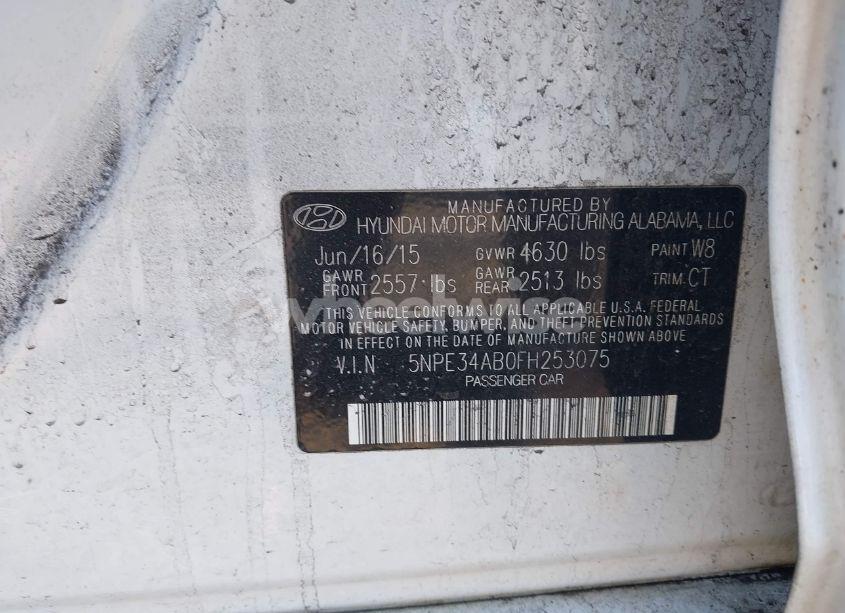 MANUFACTURED BY
HYUNDAI MOTOR MANUFACTURING ALABAMA, LLC
Jun/16/15 GVWR 4630 lbs PAINT W8
GAWR FRONT 2557 lbs GAWR REAR 2513 lbs TRIM: CT
THIS VEHICLE CONFORMS TO ALL APPLICABLE U.S.A. FEDERAL
MOTOR VEHICLE SAFETY, BUMPER, AND THEFT PREVENTION STANDARDS
IN EFFECT ON THE DATE OF MANUFACTURE SHOWN ABOVE
V.I.N 5NPE34AB0FH253075
PASSENGER CAR
wheelwise